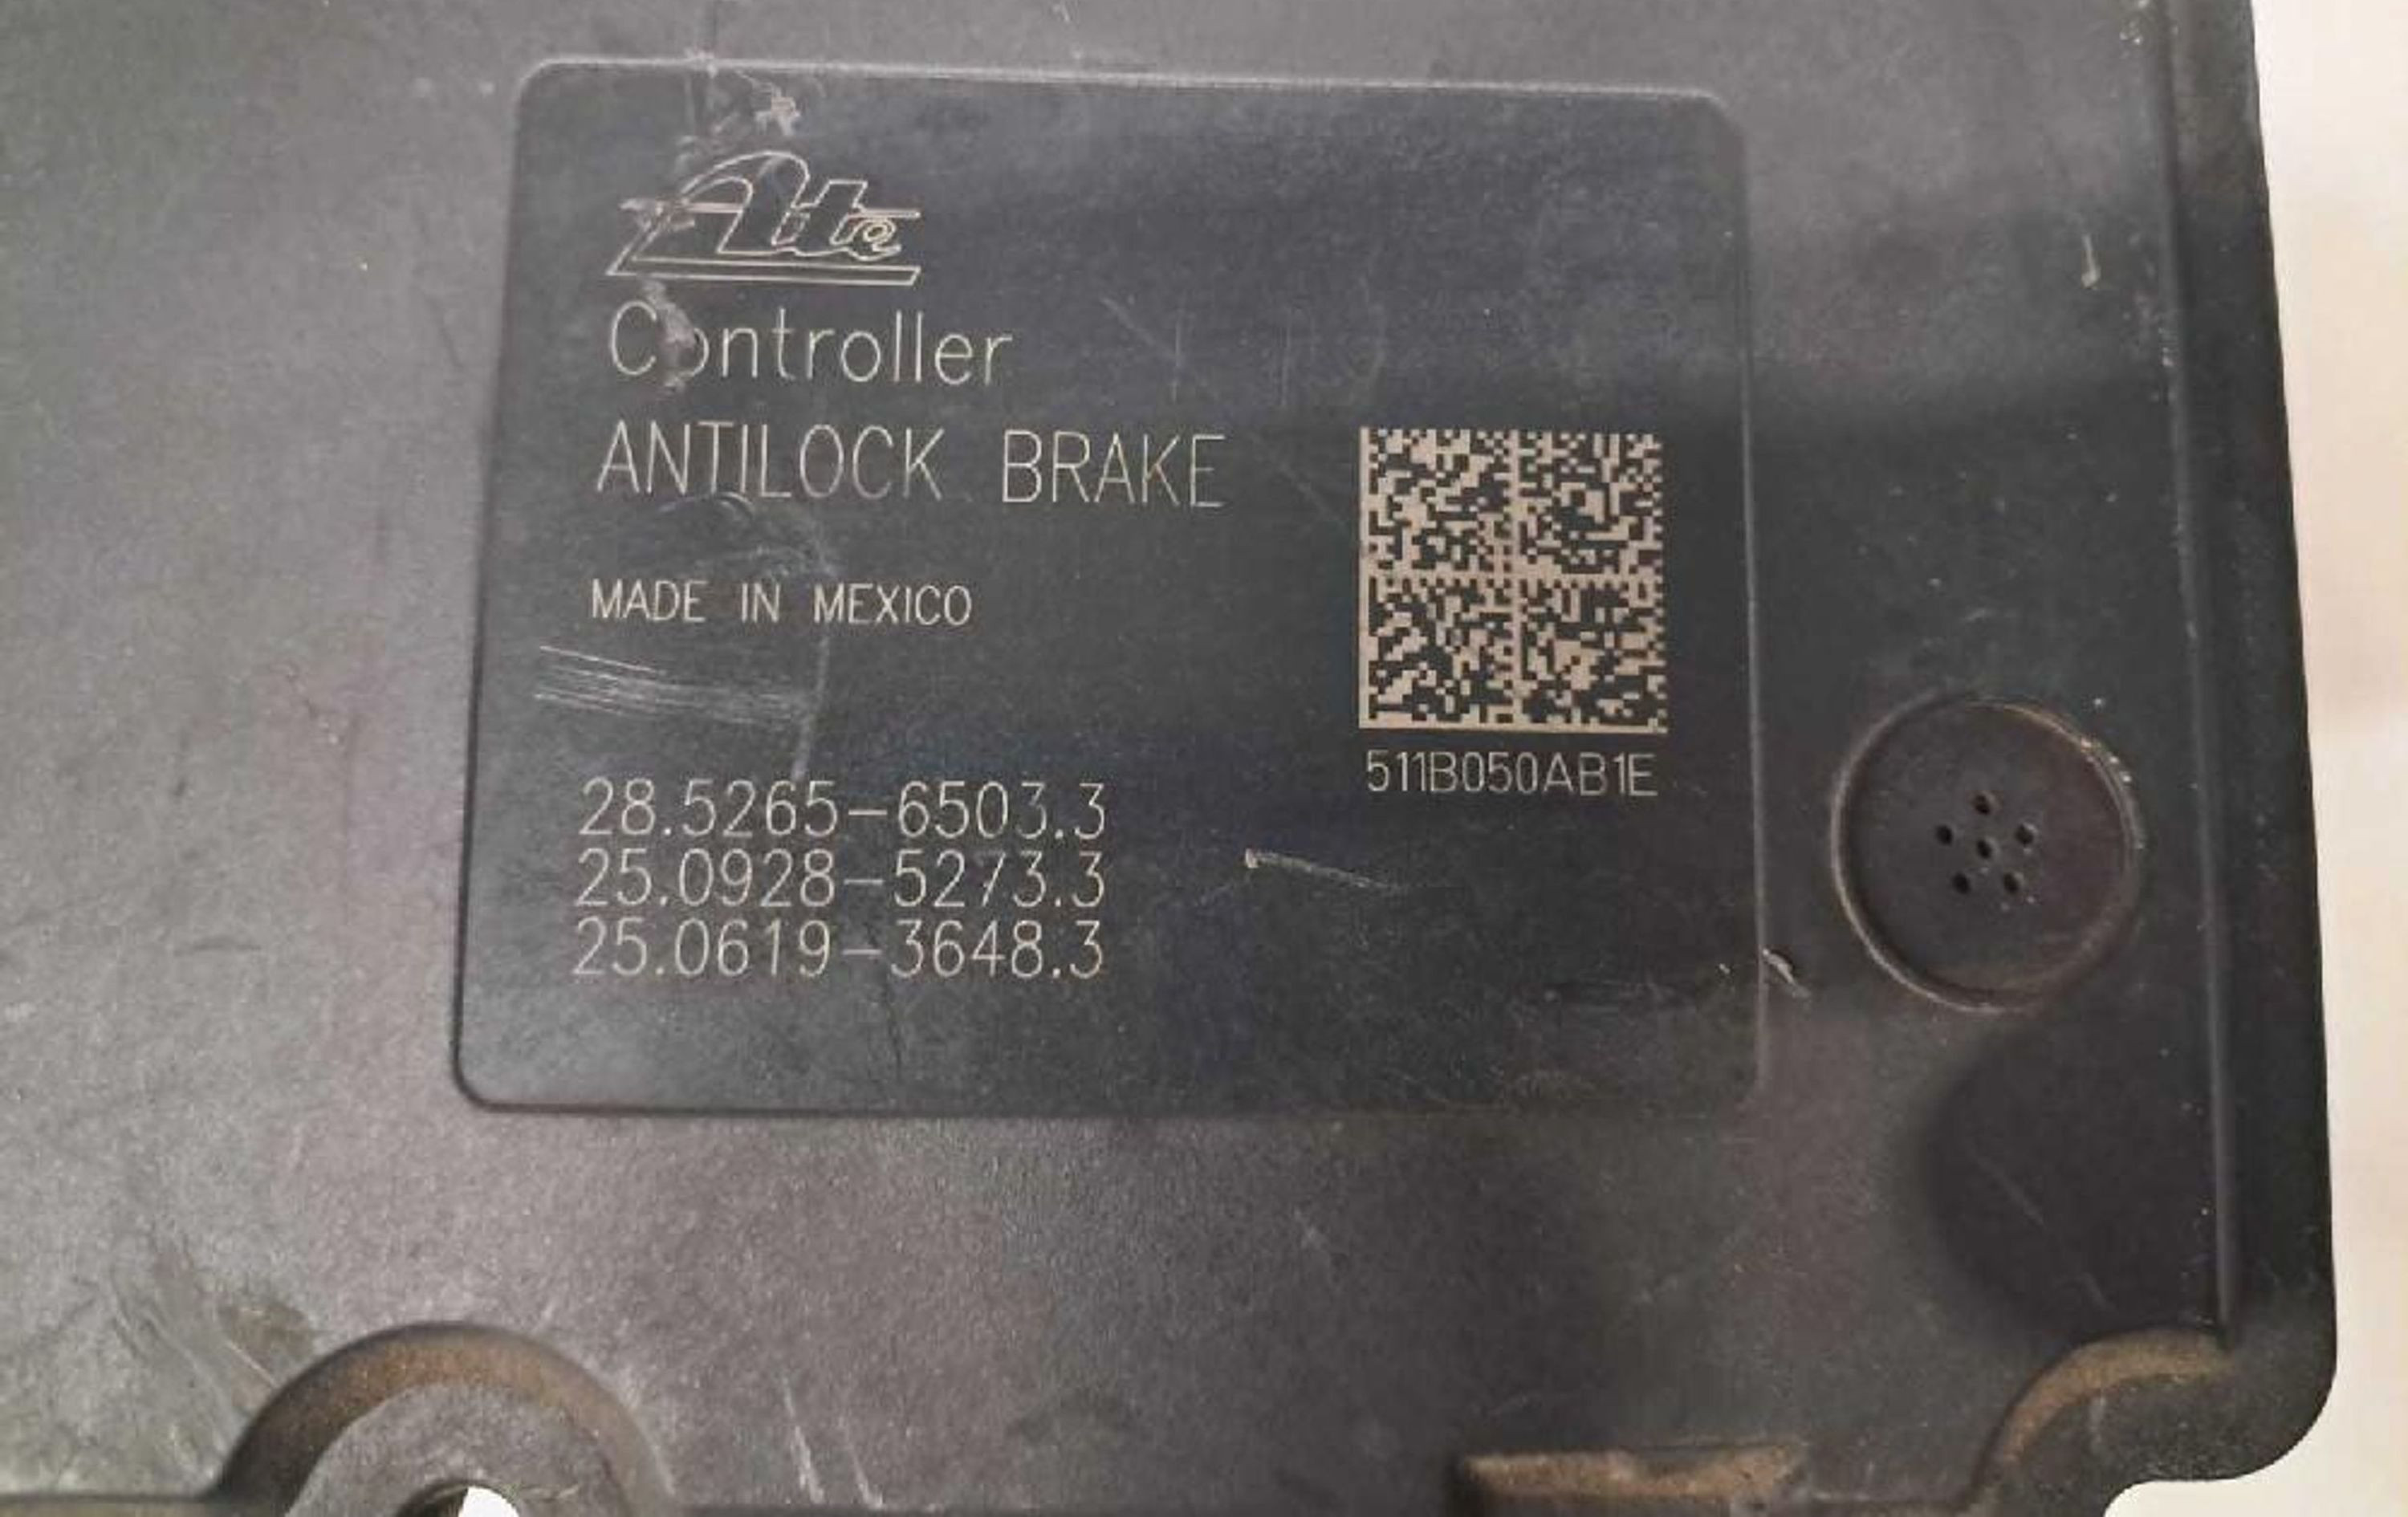 Ate
Controller
ANTILOCK BRAKE
MADE IN MEXICO
511B050AB1E
28.5265-6503.3
25.0928-5273.3
25.0619-3648.3